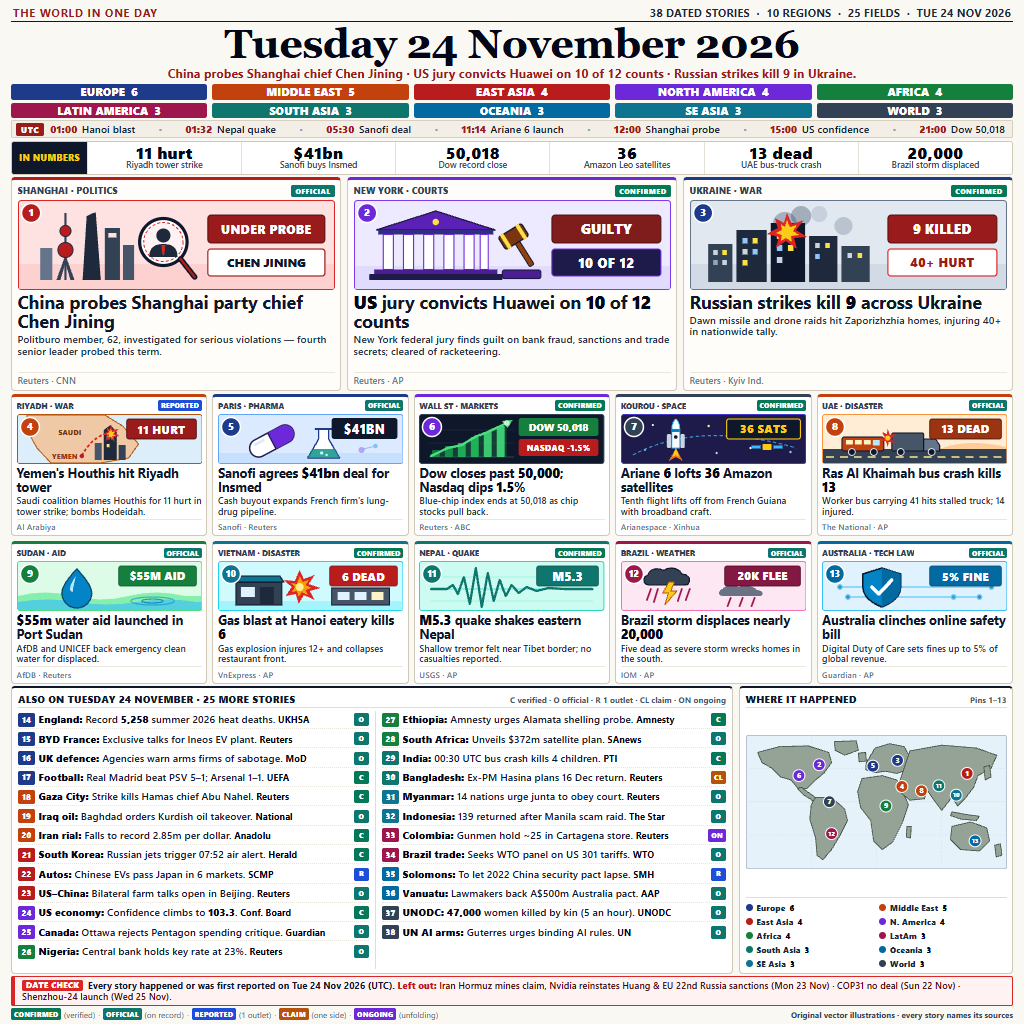 THE WORLD IN ONE DAY
38 DATED STORIES · 10 REGIONS · 25 FIELDS · TUE 24 NOV 2026
Tuesday 24 November 2026
China probes Shanghai chief Chen Jining · US jury convicts Huawei on 10 of 12 counts · Russian strikes kill 9 in Ukraine.
EUROPE 6
MIDDLE EAST 5
EAST ASIA 4
NORTH AMERICA 4
AFRICA 4
LATIN AMERICA 3
SOUTH ASIA 3
OCEANIA 3
SE ASIA 3
WORLD 3
UTC 01:00 Hanoi blast · 01:32 Nepal quake · 05:30 Sanofi deal · 11:14 Ariane 6 launch · 12:00 Shanghai probe · 15:00 US confidence · 21:00 Dow 50,018
IN NUMBERS
11 hurt
Riyadh tower strike
$41bn
Sanofi buys Insmed
50,018
Dow record close
36
Amazon Leo satellites
13 dead
UAE bus-truck crash
20,000
Brazil storm displaced
SHANGHAI · POLITICS
OFFICIAL
1
UNDER PROBE
CHEN JINING
China probes Shanghai party chief
Chen Jining
Politburo member, 62, investigated for serious violations — fourth
senior leader probed this term.
Reuters · CNN
NEW YORK · COURTS
CONFIRMED
2
GUILTY
10 OF 12
US jury convicts Huawei on 10 of 12
counts
New York federal jury finds guilt on bank fraud, sanctions and trade
secrets; cleared of racketeering.
Reuters · AP
UKRAINE · WAR
CONFIRMED
3
9 KILLED
40+ HURT
Russian strikes kill 9 across Ukraine
Dawn missile and drone raids hit Zaporizhzhia homes, injuring 40+
in nationwide tally.
Reuters · Kyiv Ind.
RIYADH · WAR
REPORTED
4
SAUDI
YEMEN
11 HURT
Yemen's Houthis hit Riyadh
tower
Saudi coalition blames Houthis for 11 hurt in
tower strike; bombs Hodeidah.
Al Arabiya
PARIS · PHARMA
OFFICIAL
5
$41BN
Sanofi agrees $41bn deal for
Insmed
Cash buyout expands French firm's lung-
drug pipeline.
Sanofi · Reuters
WALL ST · MARKETS
CONFIRMED
6
DOW 50,018
NASDAQ -1.5%
Dow closes past 50,000;
Nasdaq dips 1.5%
Blue-chip index ends at 50,018 as chip
stocks pull back.
Reuters · ABC
KOUROU · SPACE
CONFIRMED
7
36 SATS
Ariane 6 lofts 36 Amazon
satellites
Tenth flight lifts off from French Guiana
with broadband craft.
Arianespace · Xinhua
UAE · DISASTER
OFFICIAL
8
13 DEAD
Ras Al Khaimah bus crash kills
13
Worker bus carrying 41 hits stalled truck; 14
injured.
The National · AP
SUDAN · AID
OFFICIAL
9
$55M AID
$55m water aid launched in
Port Sudan
AfDB and UNICEF back emergency clean
water for displaced.
AfDB · Reuters
VIETNAM · DISASTER
CONFIRMED
10
6 DEAD
Gas blast at Hanoi eatery kills
6
Gas explosion injures 12+ and collapses
restaurant front.
VnExpress · AP
NEPAL · QUAKE
CONFIRMED
11
M5.3
M5.3 quake shakes eastern
Nepal
Shallow tremor felt near Tibet border; no
casualties reported.
USGS · AP
BRAZIL · WEATHER
OFFICIAL
12
20K FLEE
Brazil storm displaces nearly
20,000
Five dead as severe storm wrecks homes in
the south.
IOM · AP
AUSTRALIA · TECH LAW
OFFICIAL
13
5% FINE
Australia clinches online safety
bill
Digital Duty of Care sets fines up to 5% of
global revenue.
Guardian · AP
ALSO ON TUESDAY 24 NOVEMBER · 25 MORE STORIES
C verified · O official · R 1 outlet · CL claim · ON ongoing
14 England: Record 5,258 summer 2026 heat deaths. UKHSA O
15 BYD France: Exclusive talks for Ineos EV plant. Reuters O
16 UK defence: Agencies warn arms firms of sabotage. MoD O
17 Football: Real Madrid beat PSV 5–1; Arsenal 1–1. UEFA C
18 Gaza City: Strike kills Hamas chief Abu Nahel. Reuters C
19 Iraq oil: Baghdad orders Kurdish oil takeover. National O
20 Iran rial: Falls to record 2.85m per dollar. Anadolu C
21 South Korea: Russian jets trigger 07:52 air alert. Herald C
22 Autos: Chinese EVs pass Japan in 6 markets. SCMP R
23 US–China: Bilateral farm talks open in Beijing. Reuters O
24 US economy: Confidence climbs to 103.3. Conf. Board C
25 Canada: Ottawa rejects Pentagon spending critique. Guardian O
26 Nigeria: Central bank holds key rate at 23%. Reuters O
27 Ethiopia: Amnesty urges Alamata shelling probe. Amnesty C
28 South Africa: Unveils $372m satellite plan. SAnews O
29 India: 00:30 UTC bus crash kills 4 children. PTI C
30 Bangladesh: Ex-PM Hasina plans 16 Dec return. Reuters CL
31 Myanmar: 14 nations urge junta to obey court. Reuters O
32 Indonesia: 139 returned after Manila scam raid. The Star O
33 Colombia: Gunmen hold ~25 in Cartagena store. Reuters ON
34 Brazil trade: Seeks WTO panel on US 301 tariffs. WTO O
35 Solomons: To let 2022 China security pact lapse. SMH R
36 Vanuatu: Lawmakers back A$500m Australia pact. AAP O
37 UNODC: 47,000 women killed by kin (5 an hour). UNODC O
38 UN AI arms: Guterres urges binding AI rules. UN O
WHERE IT HAPPENED
Pins 1–13
2
6
5
3
1
4
8
11
10
7
9
12
13
Europe 6
Middle East 5
East Asia 4
N. America 4
Africa 4
LatAm 3
South Asia 3
Oceania 3
SE Asia 3
World 3
DATE CHECK Every story happened or was first reported on Tue 24 Nov 2026 (UTC). Left out: Iran Hormuz mines claim, Nvidia reinstates Huang & EU 22nd Russia sanctions (Mon 23 Nov) · COP31 no deal (Sun 22 Nov) ·
Shenzhou-24 launch (Wed 25 Nov).
CONFIRMED (verified) · OFFICIAL (on record) · REPORTED (1 outlet) · CLAIM (one side) · ONGOING (unfolding)
Original vector illustrations · every story names its sources